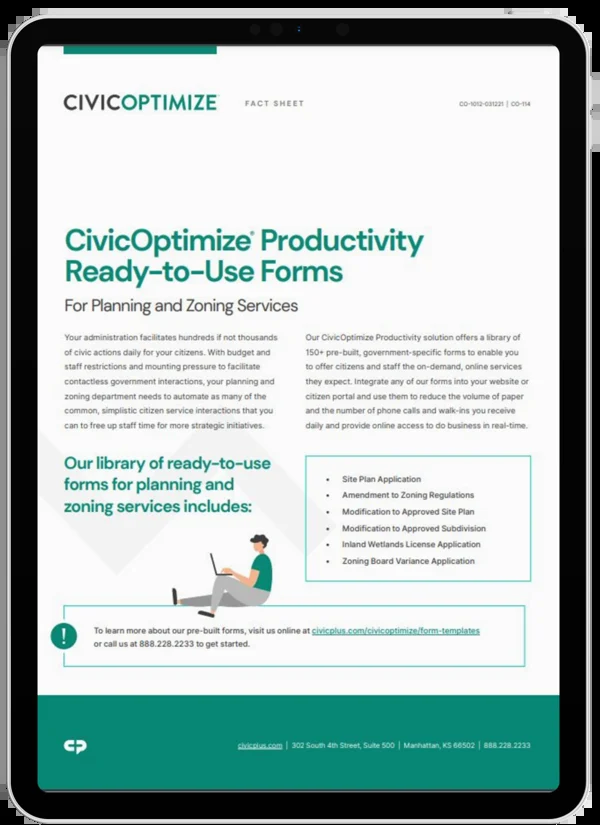 CIVICOPTIMIZE
FACT SHEET
CO-1012-031221 | CO-114
CivicOptimize® Productivity
Ready-to-Use Forms
For Planning and Zoning Services
Your administration facilitates hundreds if not thousands
of civic actions daily for your citizens. With budget and
staff restrictions and mounting pressure to facilitate
contactless government interactions, your planning and
zoning department needs to automate as many of the
common, simplistic citizen service interactions that you
can to free up staff time for more strategic initiatives.
Our CivicOptimize Productivity solution offers a library of
150+ pre-built, government-specific forms to enable you
to offer citizens and staff the on-demand, online services
they expect. Integrate any of our forms into your website or
citizen portal and use them to reduce the volume of paper
and the number of phone calls and walk-ins you receive
daily and provide online access to do business in real-time.
Our library of ready-to-use
forms for planning and
zoning services includes:
• Site Plan Application
• Amendment to Zoning Regulations
• Modification to Approved Site Plan
• Modification to Approved Subdivision
• Inland Wetlands License Application
• Zoning Board Variance Application
!
To learn more about our pre-built forms, visit us online at civicplus.com/civicoptimize/form-templates
or call us at 888.228.2233 to get started.
civicplus.com | 302 South 4th Street, Suite 500 | Manhattan, KS 66502 | 888.228.2233